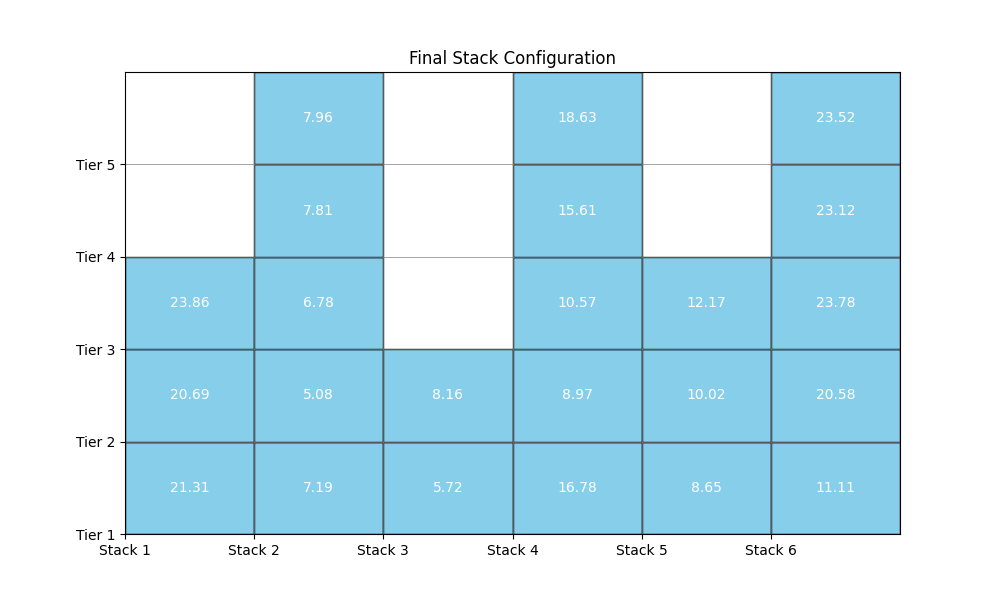 Final Stack Configuration
7.96 18.63 23.52
Tier 5
7.81 15.61 23.12
Tier 4
23.86 6.78 10.57 12.17 23.78
Tier 3
20.69 5.08 8.16 8.97 10.02 20.58
Tier 2
21.31 7.19 5.72 16.78 8.65 11.11
Tier 1
Stack 1 Stack 2 Stack 3 Stack 4 Stack 5 Stack 6